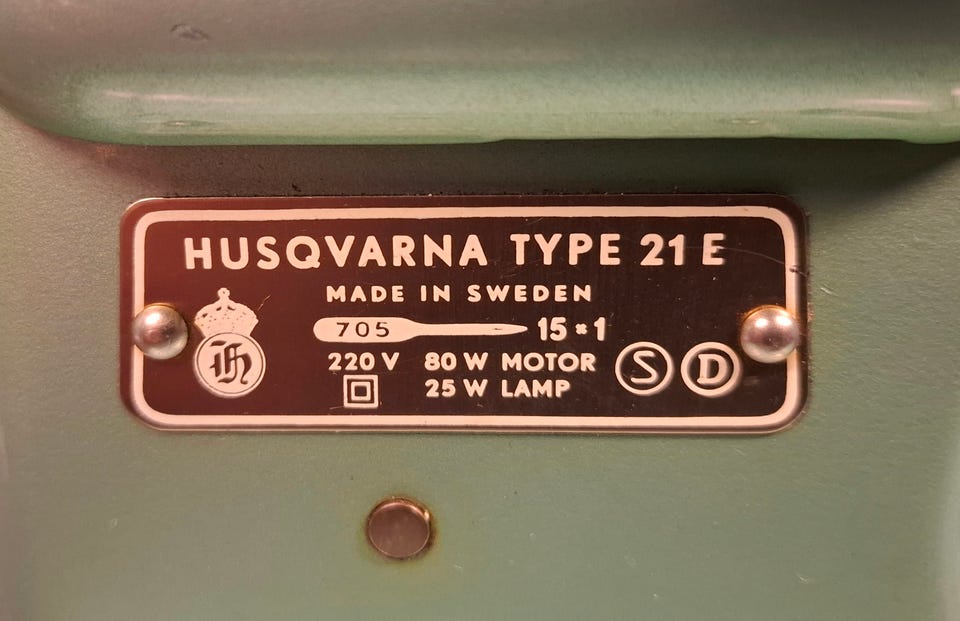 HUSQVARNA TYPE 21 E
MADE IN SWEDEN
705 15 × 1
220 V 80 W MOTOR
25 W LAMP
H
S D